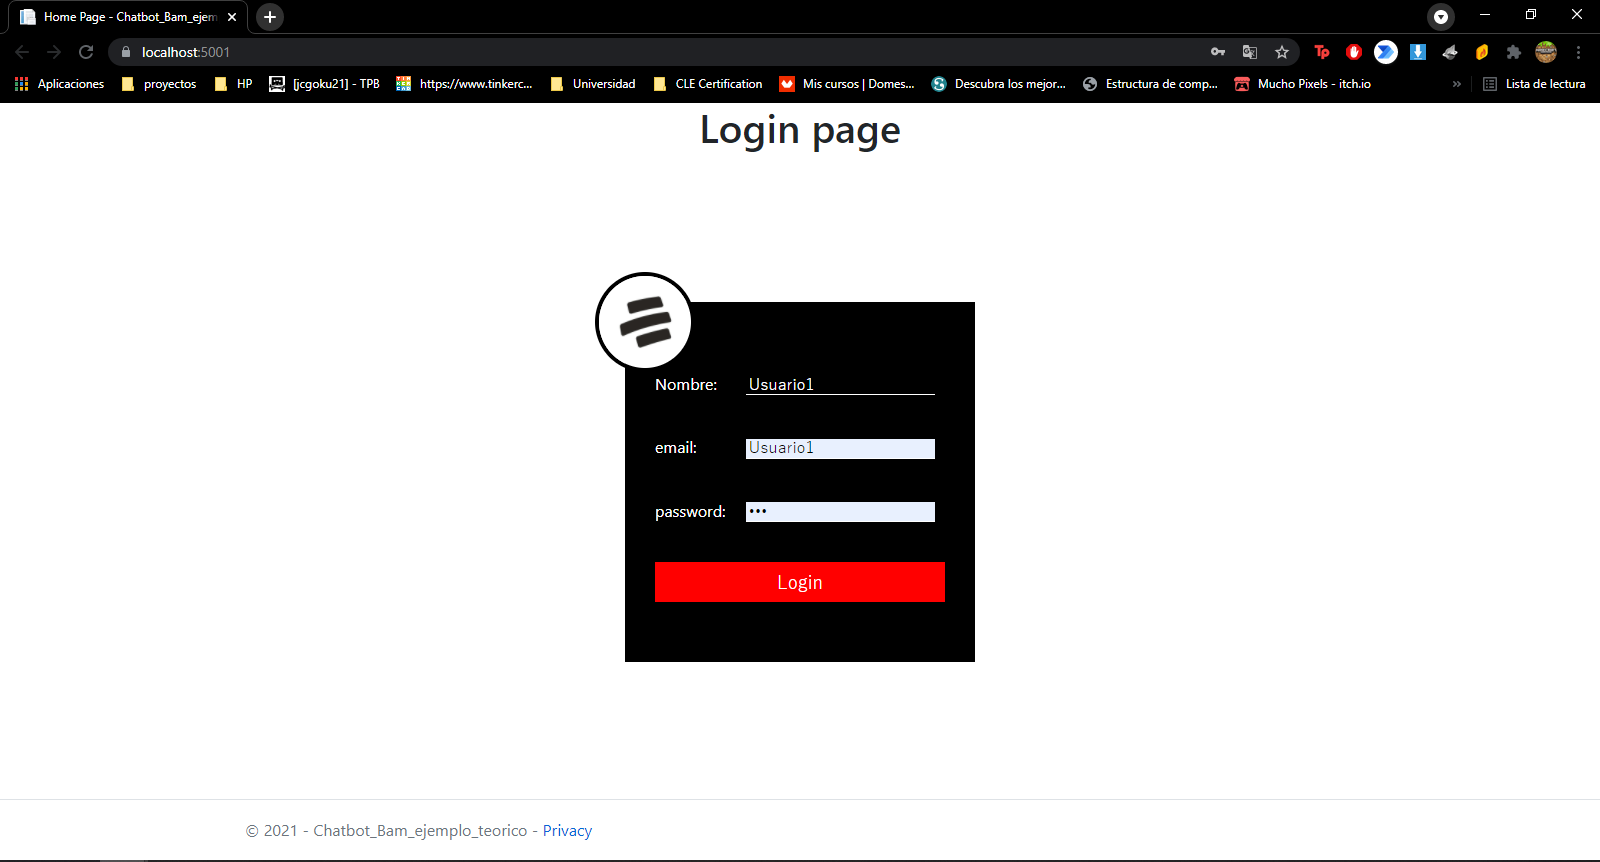 Home Page - Chatbot_Bam_ejem
localhost:5001
Aplicaciones proyectos HP [jcgoku21] - TPB https://www.tinkerc... Universidad CLE Certification Mis cursos | Domes... Descubra los mejor... Estructura de comp... Mucho Pixels - itch.io » Lista de lectura
Login page
Nombre: Usuario1
email: Usuario1
password: •••
Login
© 2021 - Chatbot_Bam_ejemplo_teorico - Privacy